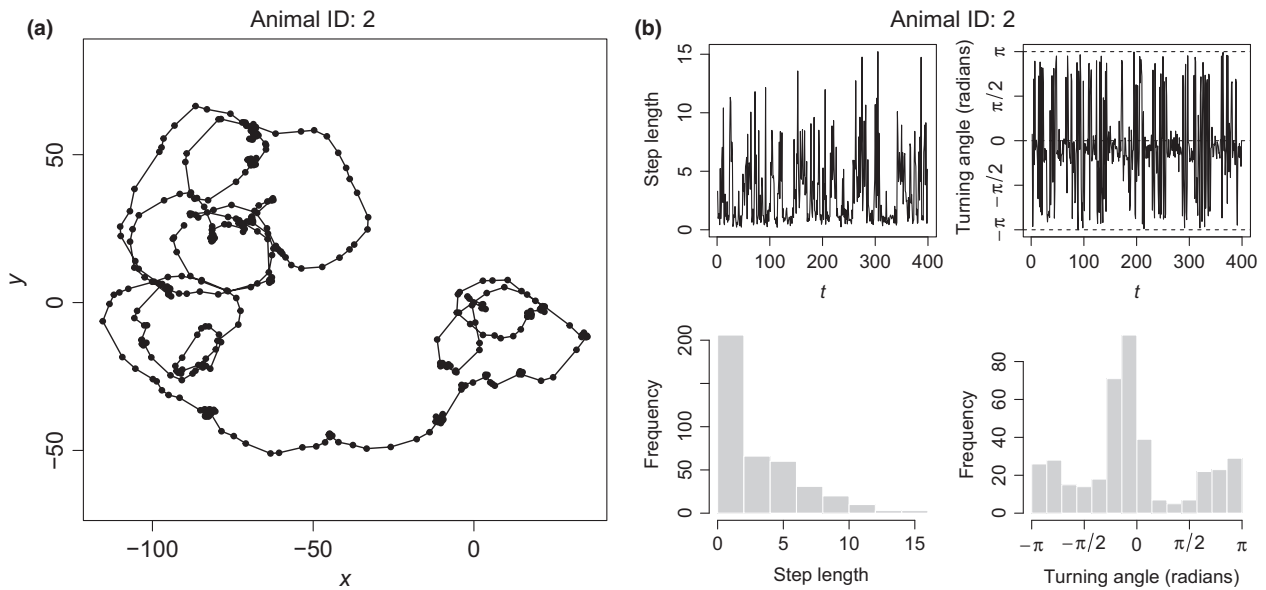 (a)
Animal ID: 2
y
50
0
−50
−100
−50
0
x
(b)
Animal ID: 2
Step length
15
10
5
0
0
100
200
300
400
t
Turning angle (radians)
π
π/2
0
−π/2
−π
0
100
200
300
400
t
Frequency
200
100
50
0
0
5
10
15
Step length
Frequency
80
60
40
20
0
−π
−π/2
0
π/2
π
Turning angle (radians)